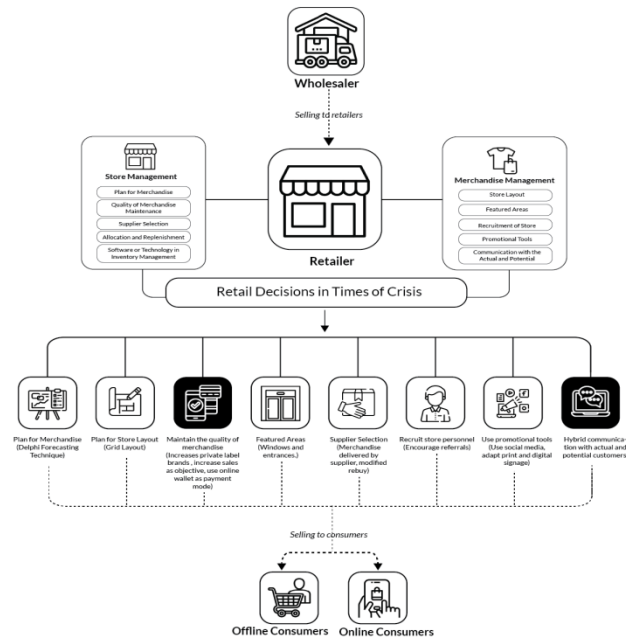 Wholesaler
Selling to retailers
Store Management
Plan for Merchandise
Quality of Merchandise
Maintenance
Supplier Selection
Allocation and Replenishment
Software or Technology in
Inventory Management
Retailer
Merchandise Management
Store Layout
Featured Areas
Recruitment of Store
Promotional Tools
Communication with the
Actual and Potential
Retail Decisions in Times of Crisis
Plan for Merchandise
(Delphi Forecasting
Technique)
Plan for Store Layout
(Grid Layout)
Maintain the quality of
merchandise
(Increases private label
brands , increase sales
as objective, use online
wallet as payment
mode)
Featured Areas
(Windows and
entrances.)
Supplier Selection
(Merchandise
delivered by
supplier, modified
rebuy)
Recruit store personnel
(Encourage referrals)
Use promotional tools
(Use social media,
adapt print and digital
signage)
Hybrid communica-
tion with actual and
potential customers
Selling to consumers
Offline Consumers
Online Consumers